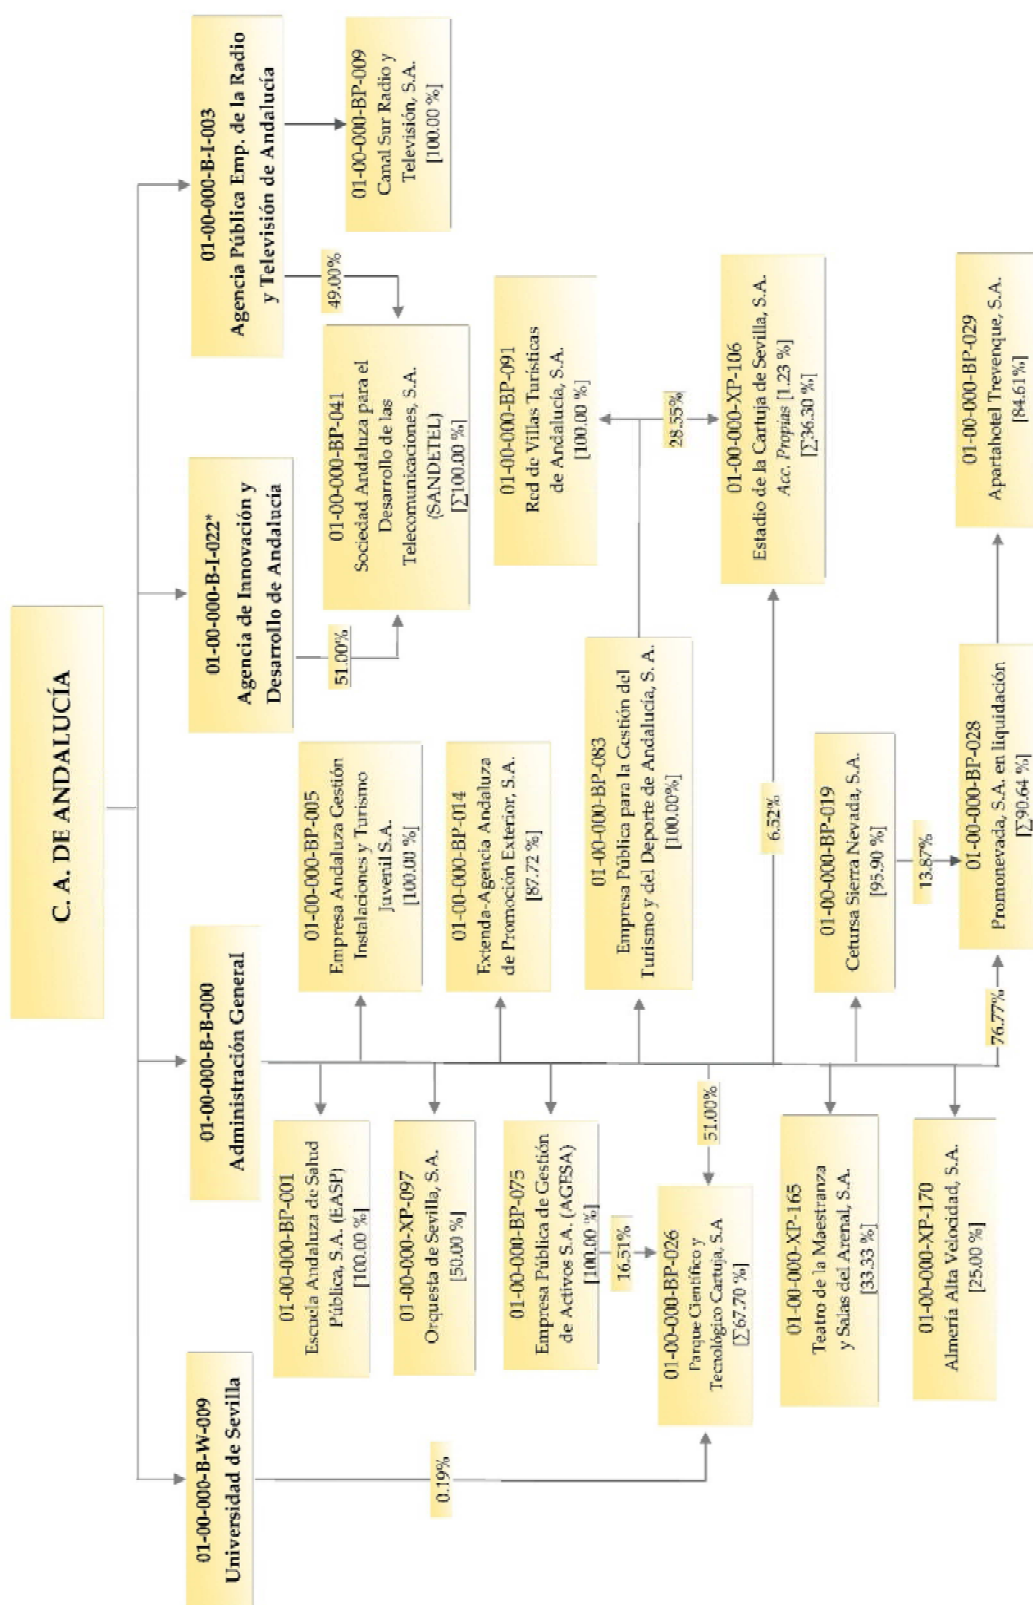 C. A. DE ANDALUCÍA
01-00-000-B-W-009
Universidad de Sevilla
01-00-000-B-B-000
Administración General
01-00-000-B-I-022*
Agencia de Innovación y
Desarrollo de Andalucía
01-00-000-B-I-003
Agencia Pública Emp. de la Radio
y Televisión de Andalucía
01-00-000-BP-001
Escuela Andaluza de Salud
Pública, S.A. (EASP)
[100.00 %]
01-00-000-BP-005
Empresa Andaluza Gestión
Instalaciones y Turismo
Juvenil S.A.
[100.00 %]
51.00%
49.00%
01-00-000-BP-041
Sociedad Andaluza para el
Desarrollo de las
Telecomunicaciones, S.A.
(SANDETEL)
[∑100.00 %]
01-00-000-BP-009
Canal Sur Radio y
Televisión, S.A.
[100.00 %]
0.19%
01-00-000-XP-097
Orquesta de Sevilla, S.A.
[50.00 %]
01-00-000-BP-014
Extenda-Agencia Andaluza
de Promoción Exterior, S.A.
[87.72 %]
01-00-000-BP-075
Empresa Pública de Gestión
de Activos S.A. (AGESA)
[100.00 %]
01-00-000-BP-083
Empresa Pública para la Gestión del
Turismo y del Deporte de Andalucía, S. A.
[100.00%]
01-00-000-BP-091
Red de Villas Turísticas
de Andalucía, S.A.
[100.00 %]
16.51%
51.00%
28.55%
01-00-000-BP-026
Parque Científico y
Tecnológico Cartuja, S.A
[∑67.70 %]
6.52%
01-00-000-XP-106
Estadio de la Cartuja de Sevilla, S.A.
Acc. Propias [1.23 %]
[∑36.30 %]
01-00-000-XP-165
Teatro de la Maestranza
y Salas del Arenal, S.A.
[33.33 %]
01-00-000-BP-019
Cetursa Sierra Nevada, S.A.
[95.90 %]
13.87%
01-00-000-XP-170
Almería Alta Velocidad, S.A.
[25.00 %]
76.77%
01-00-000-BP-028
Promonevada, S.A. en liquidación
[∑90.64 %]
01-00-000-BP-029
Apartahotel Trevenque, S.A.
[84.61%]